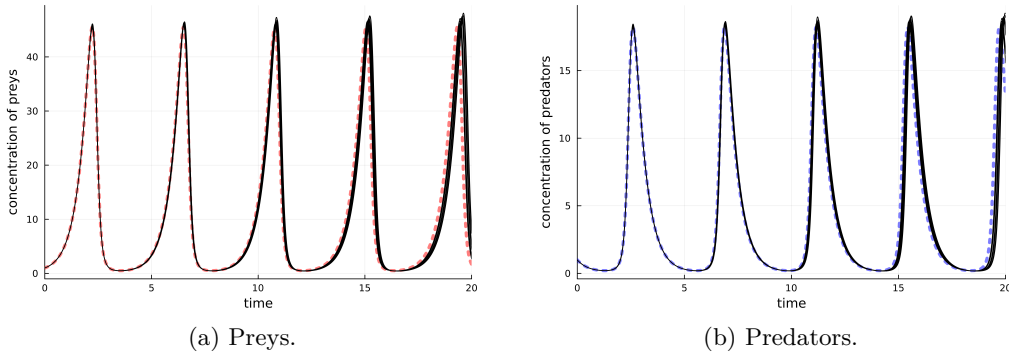 concentration of preys
40
30
20
10
0
0 5 10 15 20
time
(a) Preys.
concentration of predators
15
10
5
0
0 5 10 15 20
time
(b) Predators.